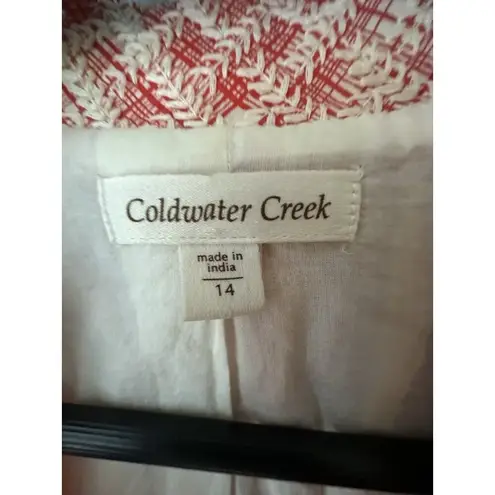 Coldwater Creek
made in
india
14